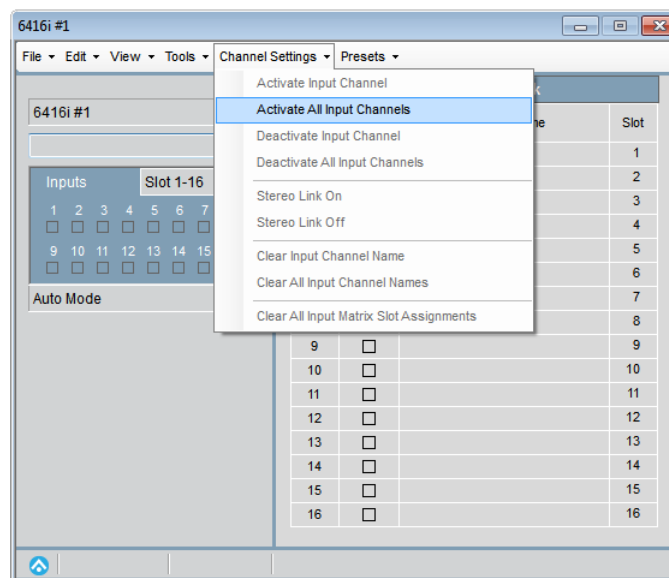 6416i #1
File Edit View Tools Channel Settings Presets
Activate Input Channel
Activate All Input Channels
Deactivate Input Channel
Deactivate All Input Channels
Stereo Link On
Stereo Link Off
Clear Input Channel Name
Clear All Input Channel Names
Clear All Input Matrix Slot Assignments
6416i #1
Inputs Slot 1-16
1 2 3 4 5 6 7
9 10 11 12 13 14 15
Auto Mode
Slot
1
2
3
4
5
6
7
8
9 9
10 10
11 11
12 12
13 13
14 14
15 15
16 16